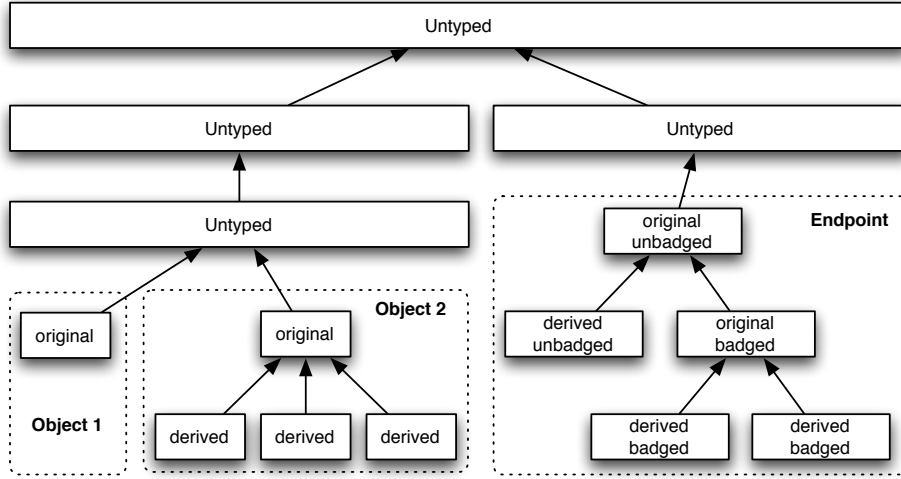 Untyped
Untyped
Untyped
Untyped
original
unbadged
Endpoint
Object 2
original
original
derived
unbadged
original
badged
Object 1
derived
derived
derived
derived
badged
derived
badged